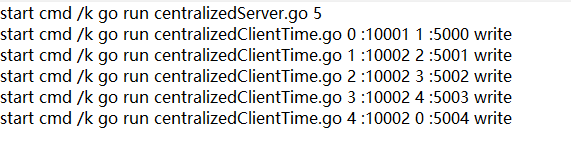 start cmd /k go run centralizedServer.go 5
start cmd /k go run centralizedClientTime.go 0 :10001 1 :5000 write
start cmd /k go run centralizedClientTime.go 1 :10002 2 :5001 write
start cmd /k go run centralizedClientTime.go 2 :10002 3 :5002 write
start cmd /k go run centralizedClientTime.go 3 :10002 4 :5003 write
start cmd /k go run centralizedClientTime.go 4 :10002 0 :5004 write